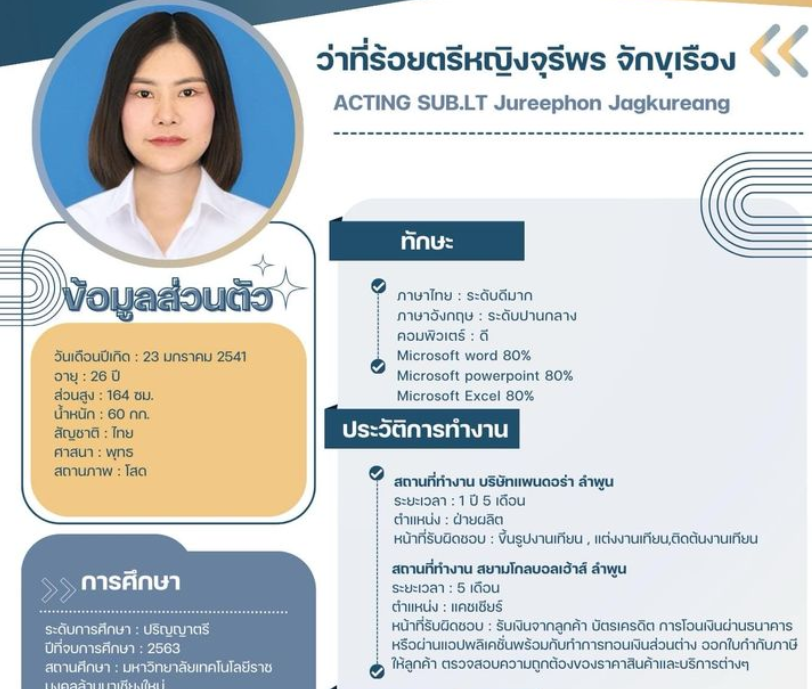 ว่าที่ร้อยตรีหญิงจุรีพร จักขุเรือง
ACTING SUB.LT Jureephon Jagkureang
ข้อมูลส่วนตัว
วันเดือนปีเกิด : 23 มกราคม 2541
อายุ : 26 ปี
ส่วนสูง : 164 ซม.
น้ำหนัก : 60 กก.
สัญชาติ : ไทย
ศาสนา : พุทธ
สถานภาพ : โสด
การศึกษา
ระดับการศึกษา : ปริญญาตรี
ปีที่จบการศึกษา : 2563
สถานศึกษา : มหาวิทยาลัยเทคโนโลยีราช
มงคลล้านนาเชียงใหม่
ทักษะ
ภาษาไทย : ระดับดีมาก
ภาษาอังกฤษ : ระดับปานกลาง
คอมพิวเตร์ : ดี
Microsoft word 80%
Microsoft powerpoint 80%
Microsoft Excel 80%
ประวัติการทำงาน
สถานที่ทำงาน บริษัทแพนดอร่า ลำพูน
ระยะเวลา : 1 ปี 5 เดือน
ตำแหน่ง : ฝ่ายผลิต
หน้าที่รับผิดชอบ : ขึ้นรูปงานเทียน , แต่งงานเทียน,ติดต้นงานเทียน
สถานที่ทำงาน สยามโกลบอลเฮ้าส์ ลำพูน
ระยะเวลา : 5 เดือน
ตำแหน่ง : แคชเชียร์
หน้าที่รับผิดชอบ : รับเงินจากลูกค้า บัตรเครดิต การโอนเงินผ่านธนาคาร
หรือผ่านแอปพลิเคชั่นพร้อมกับทำการทอนเงินส่วนต่าง ออกใบกำกับภาษี
ให้ลูกค้า ตรวจสอบความถูกต้องของราคาสินค้าและบริการต่างๆ